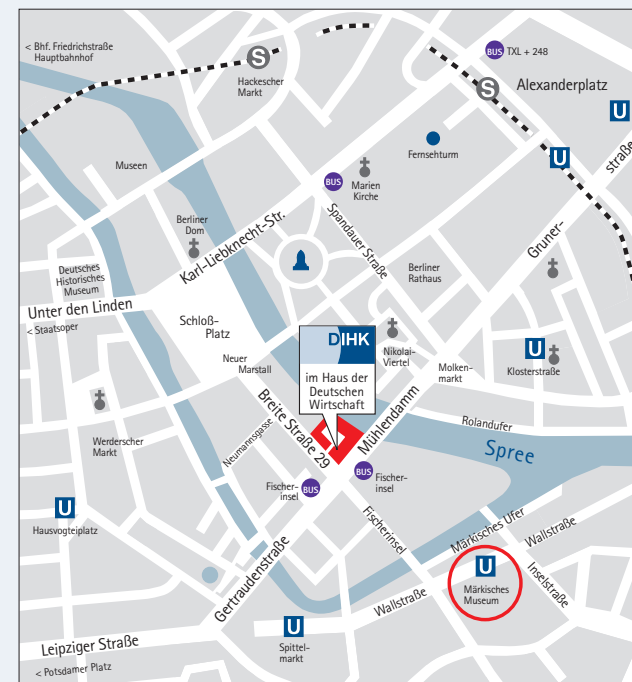 < Bhf. Friedrichstraße
Hauptbahnhof
S
Hackescher
Markt
BUS TXL + 248
S
Alexanderplatz
U
U
Fernsehturm
straße
Museen
BUS
Marien
Kirche
Berliner
Dom
Karl-Liebknecht-Str.
Spandauer Straße
Gruner-
Deutsches
Historisches
Museum
Berliner
Rathaus
Unter den Linden
< Staatsoper
Schloß-
Platz
DIHK
im Haus der
Deutschen
Wirtschaft
Neuer
Marstall
Nikolai-
Viertel
Molken-
markt
U
Klosterstraße
Breite Straße 29
Mühlendamm
Rolandufer
Neumannsgasse
Werderscher
Markt
Spree
Fischer-
insel
BUS
BUS
Fischer-
insel
U
Hausvogteiplatz
Gertraudenstraße
Fischerinsel
Märkisches Ufer
Wallstraße
U
Märkisches
Museum
Inselstraße
Wallstraße
U
Spittel-
markt
Leipziger Straße
< Potsdamer Platz